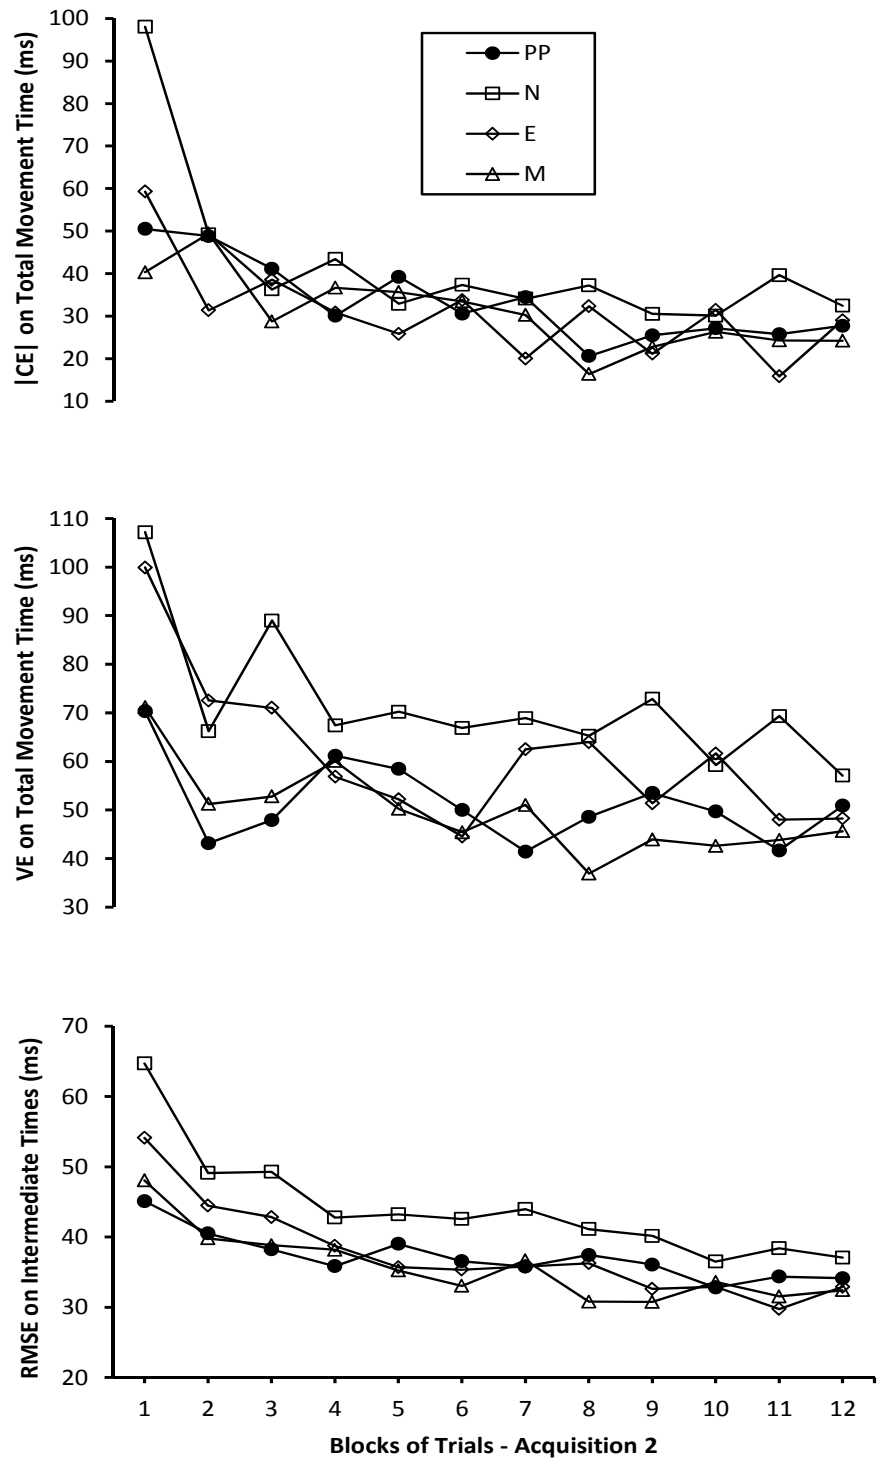 |CE| on Total Movement Time (ms)
100
90
80
70
60
50
40
30
20
10
PP
N
E
M
VE on Total Movement Time (ms)
110
100
90
80
70
60
50
40
30
RMSE on Intermediate Times (ms)
70
60
50
40
30
20
1 2 3 4 5 6 7 8 9 10 11 12
Blocks of Trials - Acquisition 2